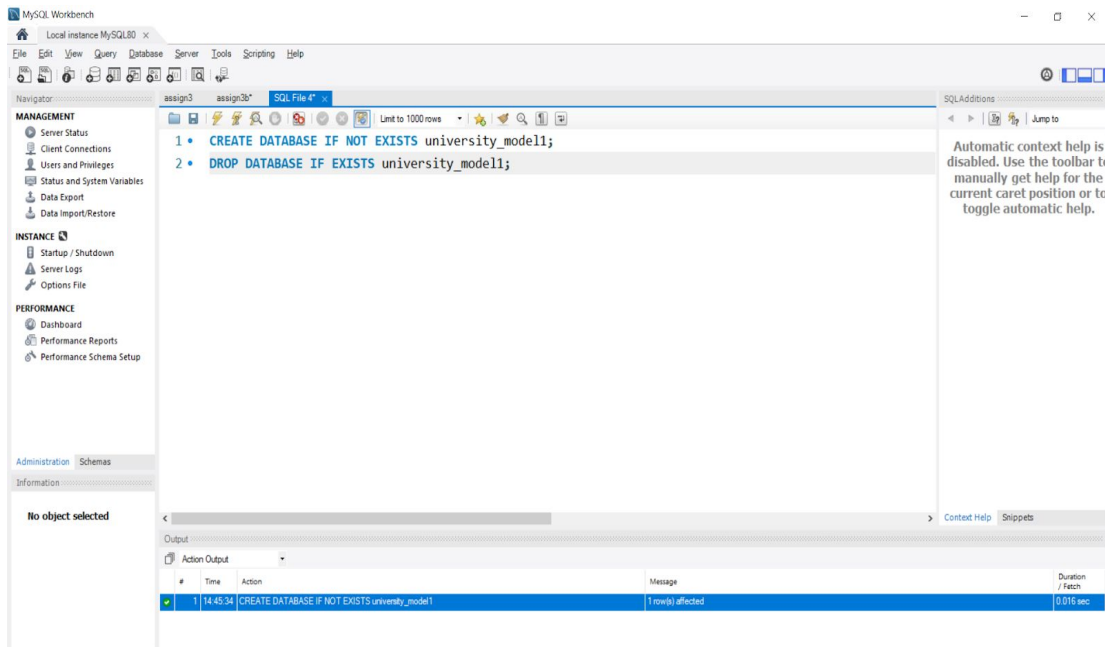 MySQL Workbench
Local instance MySQL80 ×
File Edit View Query Database Server Tools Scripting Help
Navigator
MANAGEMENT
Server Status
Client Connections
Users and Privileges
Status and System Variables
Data Export
Data Import/Restore
INSTANCE
Startup / Shutdown
Server Logs
Options File
PERFORMANCE
Dashboard
Performance Reports
Performance Schema Setup
Administration Schemas
Information
No object selected
assign3 assign3b* SQL File 4* ×
Limit to 1000 rows
1 CREATE DATABASE IF NOT EXISTS university_model1;
2 DROP DATABASE IF EXISTS university_model1;
SQLAdditions
Jump to
Automatic context help is
disabled. Use the toolbar to
manually get help for the
current caret position or to
toggle automatic help.
Context Help Snippets
Output
Action Output
# Time Action Message Duration / Fetch
1 14:45:34 CREATE DATABASE IF NOT EXISTS university_model1 1 row(s) affected 0.016 sec